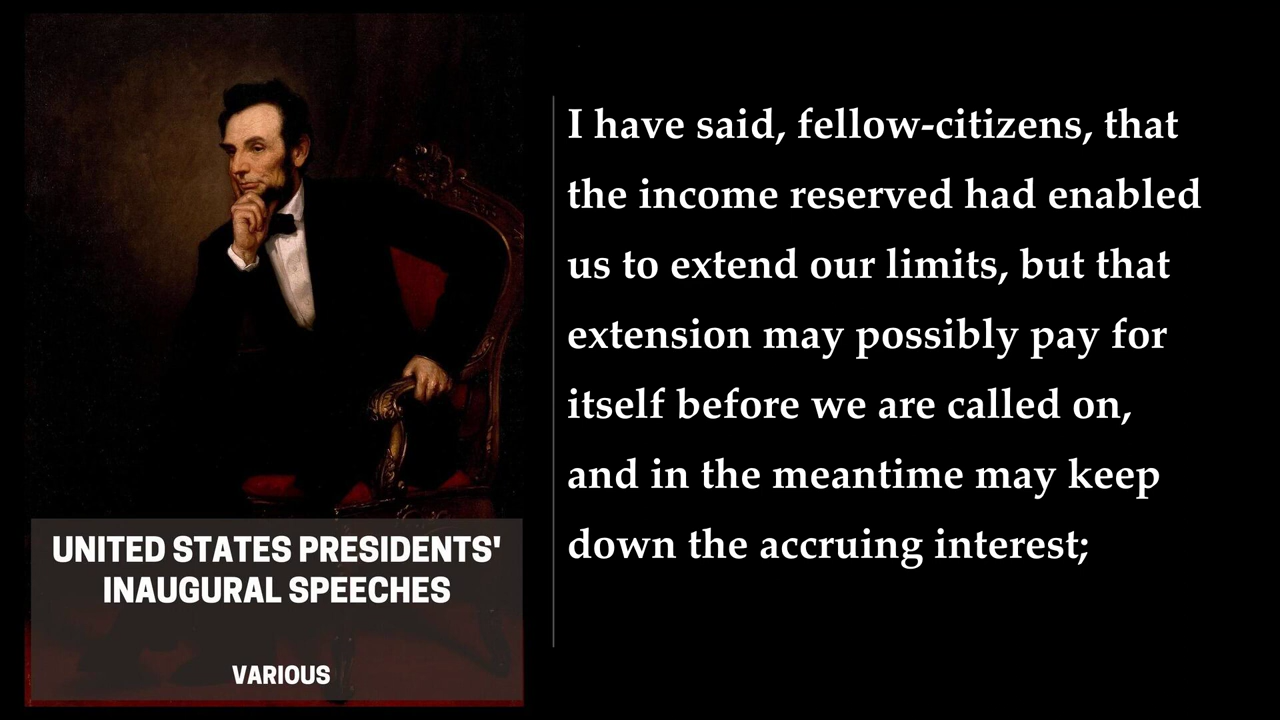 UNITED STATES PRESIDENTS'
INAUGURAL SPEECHES
VARIOUS
I have said, fellow-citizens, that
the income reserved had enabled
us to extend our limits, but that
extension may possibly pay for
itself before we are called on,
and in the meantime may keep
down the accruing interest;